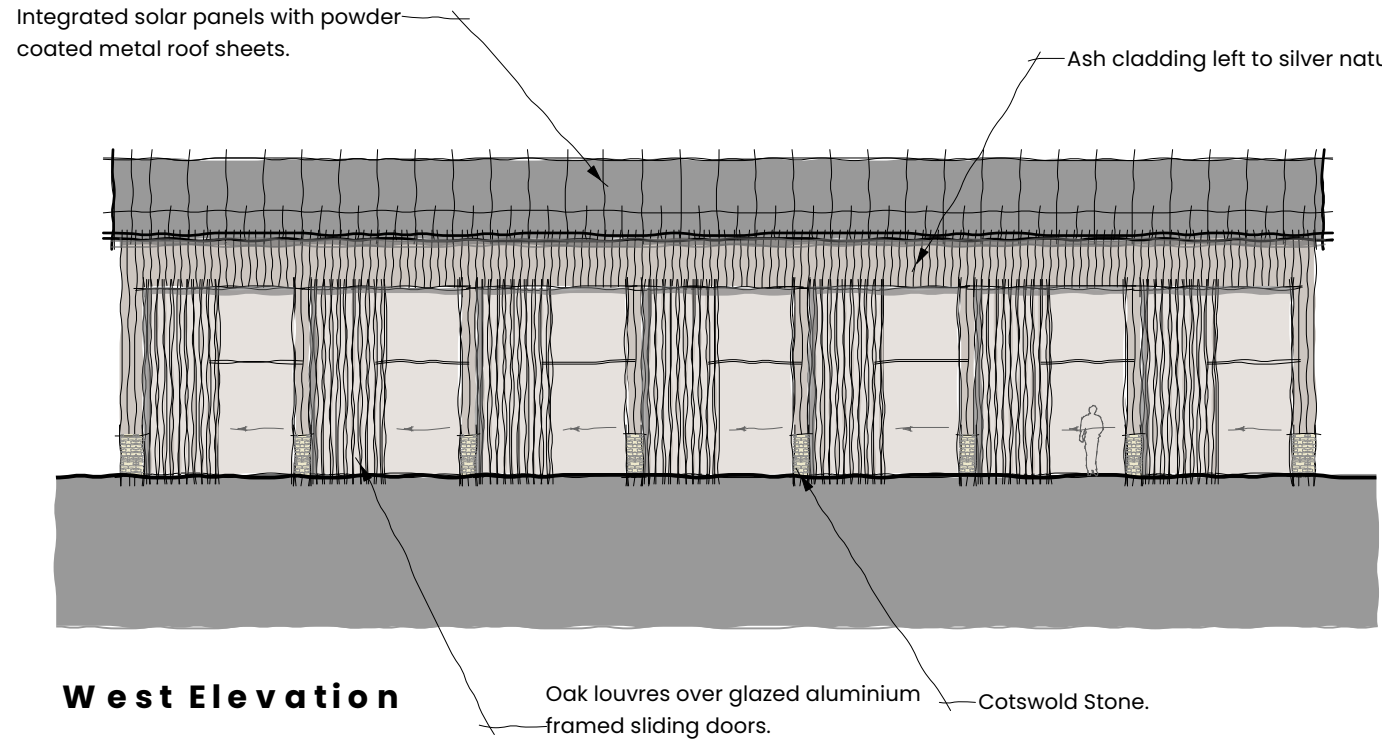 Integrated solar panels with powder
coated metal roof sheets.
Ash cladding left to silver
West Elevation
Oak louvres over glazed aluminium
framed sliding doors.
Cotswold Stone.